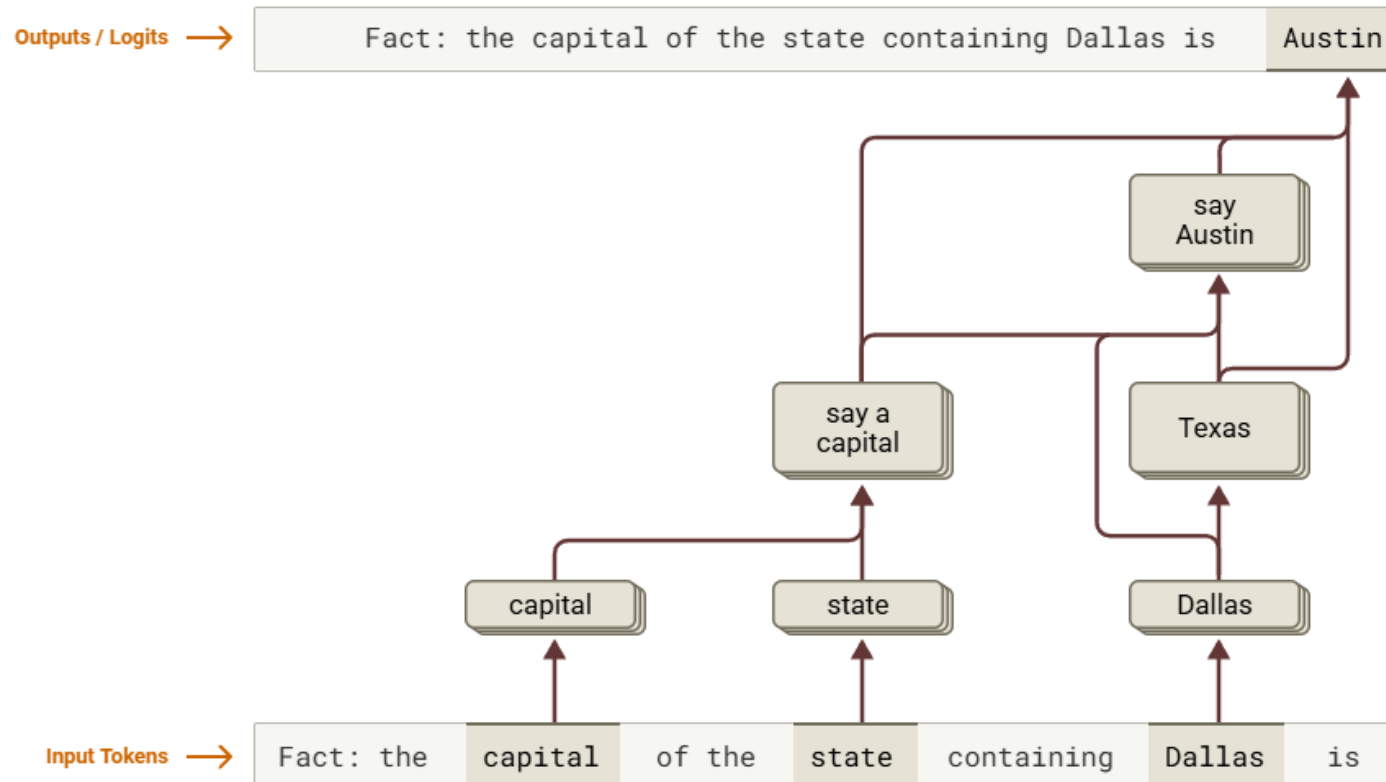 Outputs / Logits
Fact: the capital of the state containing Dallas is Austin
say
Austin
say a
capital
Texas
capital
state
Dallas
Input Tokens
Fact: the capital of the state containing Dallas is